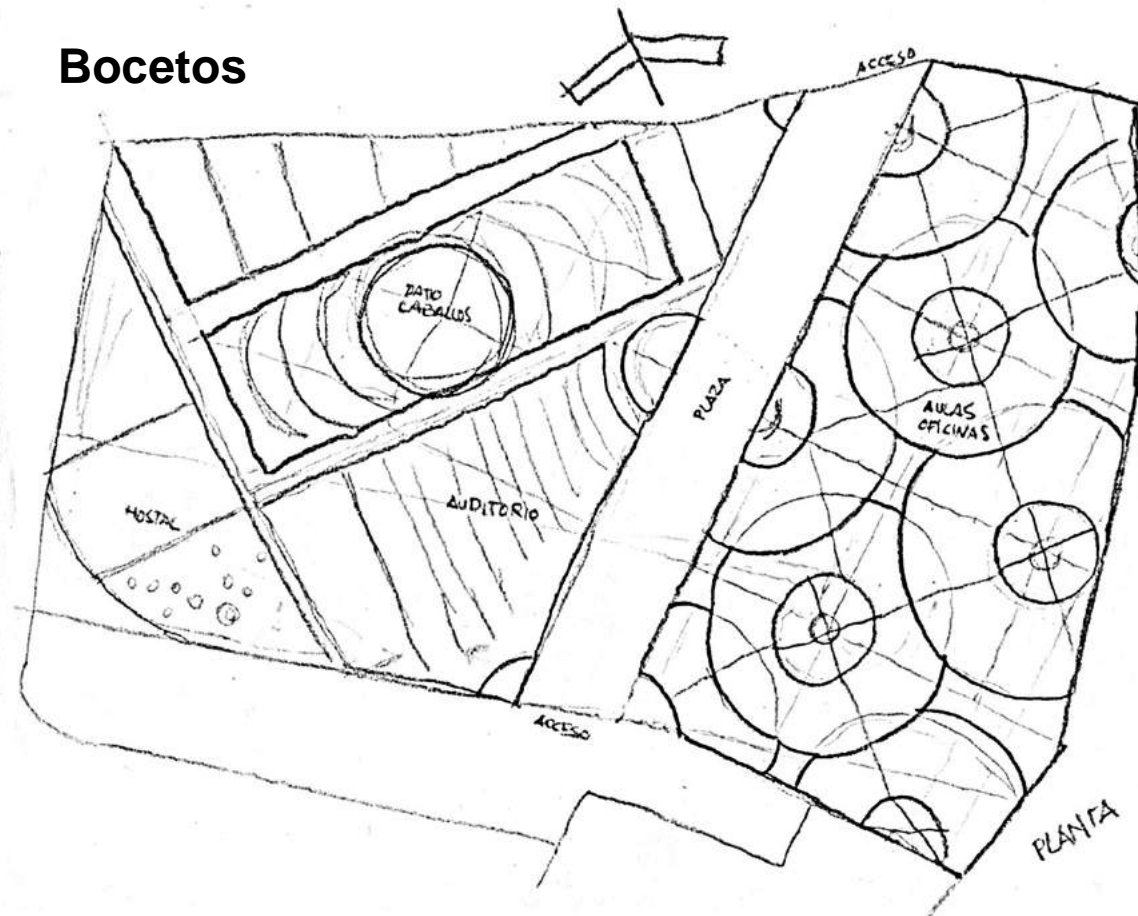 Bocetos
ACCESO
PATIO
CABALLOS
PLAZA
AULAS
OFICINAS
HOSTAL
AUDITORIO
ACCESO
PLANTA